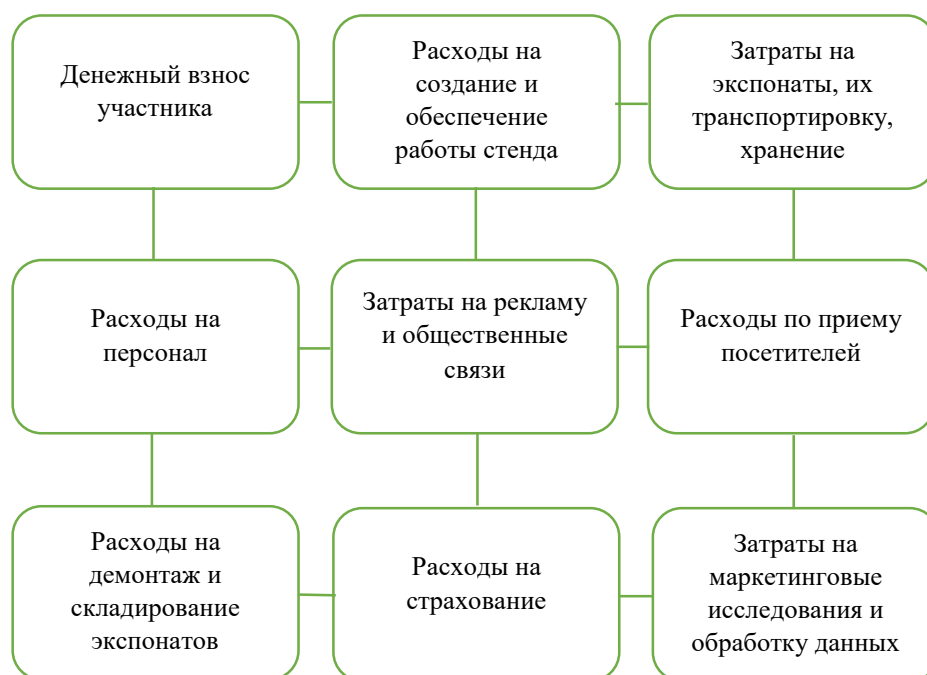 Денежный взнос
участника
Расходы на
создание и
обеспечение
работы стенда
Затраты на
экспонаты, их
транспортировку,
хранение
Расходы на
персонал
Затраты на рекламу
и общественные
связи
Расходы по приему
посетителей
Расходы на
демонтаж и
складирование
экспонатов
Расходы на
страхование
Затраты на
маркетинговые
исследования и
обработку данных